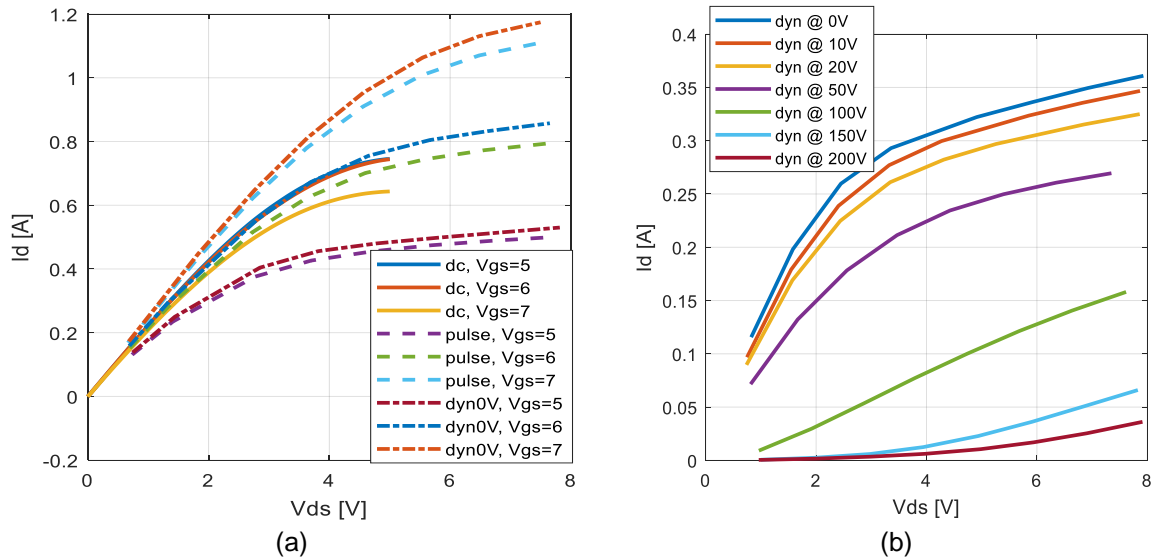 1.2
1
0.8
0.6
0.4
0.2
0
-0.2
Id [A]
0
2
4
6
8
Vds [V]
dc, Vgs=5
dc, Vgs=6
dc, Vgs=7
pulse, Vgs=5
pulse, Vgs=6
pulse, Vgs=7
dyn0V, Vgs=5
dyn0V, Vgs=6
dyn0V, Vgs=7
(a)
dyn @ 0V
dyn @ 10V
dyn @ 20V
dyn @ 50V
dyn @ 100V
dyn @ 150V
dyn @ 200V
0.4
0.35
0.3
0.25
0.2
0.15
0.1
0.05
0
Id [A]
0
2
4
6
8
Vds [V]
(b)